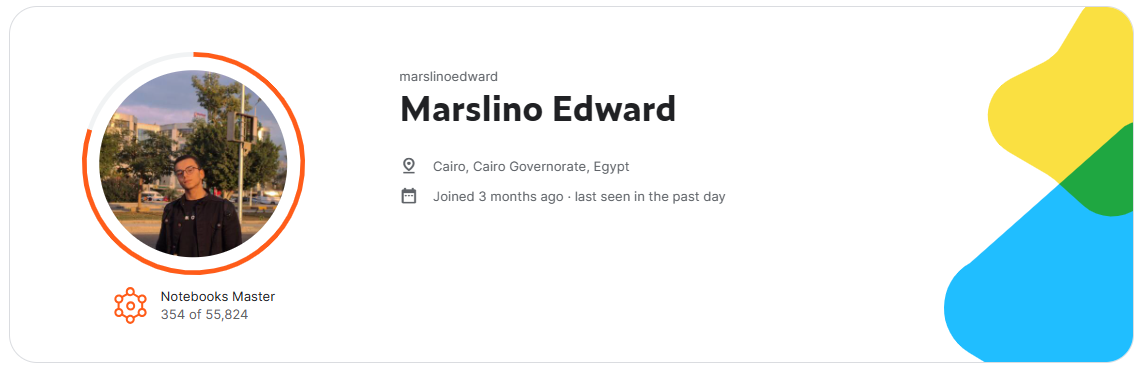 marslinoedward
Marslino Edward
Cairo, Cairo Governorate, Egypt
Joined 3 months ago · last seen in the past day
Notebooks Master
354 of 55,824